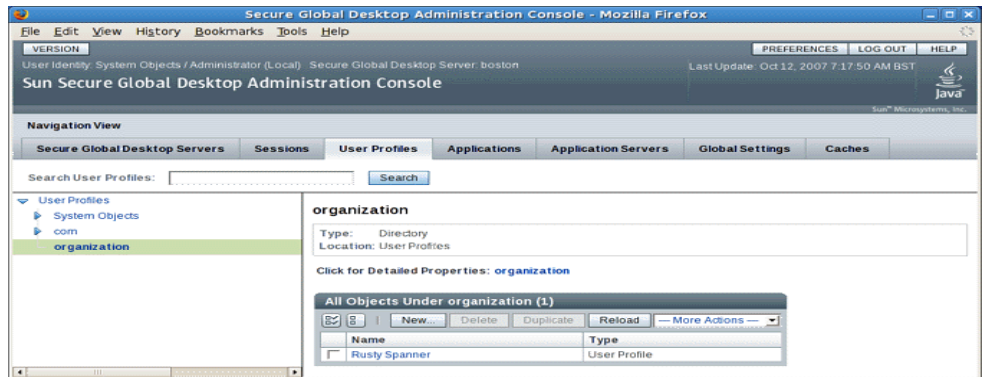 Secure Global Desktop Administration Console - Mozilla Firefox
File Edit View History Bookmarks Tools Help
VERSION PREFERENCES LOG OUT HELP
User Identity: System Objects / Administrator (Local) Secure Global Desktop Server: boston Last Update: Oct 12, 2007 7:17:50 AM BST
Sun Secure Global Desktop Administration Console
Java
Sun™ Microsystems, Inc.
Navigation View
Secure Global Desktop Servers Sessions User Profiles Applications Application Servers Global Settings Caches
Search User Profiles: Search
User Profiles
System Objects
com
organization
organization
Type: Directory
Location: User Profiles
Click for Detailed Properties: organization
All Objects Under organization (1)
New... Delete Duplicate Reload — More Actions —
Name Type
Rusty Spanner User Profile